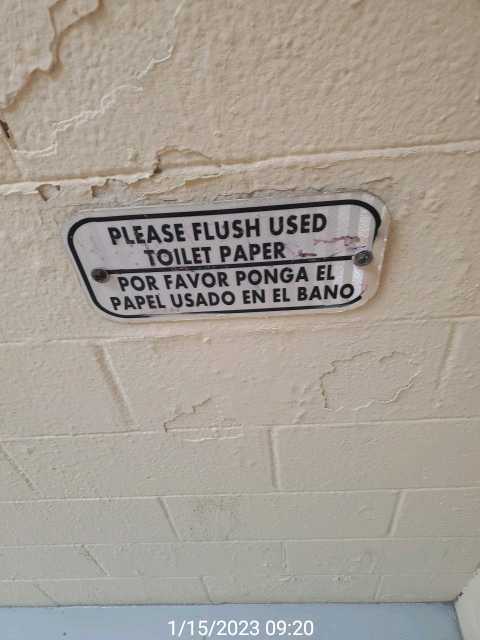 PLEASE FLUSH USED
TOILET PAPER
POR FAVOR PONGA EL
PAPEL USADO EN EL BANO
1/15/2023 09:20